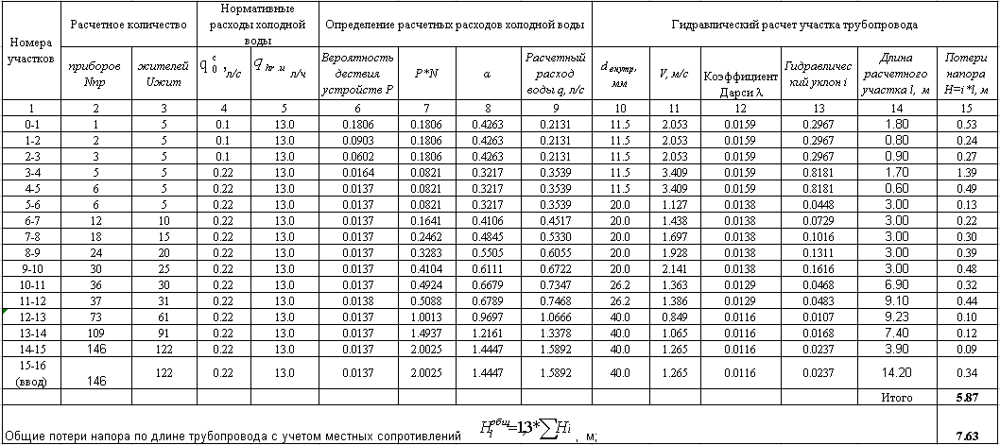 Номера участков | Расчетное количество | Нормативные расходы холодной воды | Определение расчетных расходов холодной воды | Гидравлический расчет участка трубопровода
приборов Nпр | жителей Uжит | q 0 c , л/с | q hr .u л/ч | Вероятность дествия устройств P | P*N | α | Расчетный расход воды q, л/с | d внутр, мм | V, м/с | Коэффициент Дарси λ | Гидравличес кий уклон i | Длина расчетного участка l, м | Потери напора H=i*l, м
1 | 2 | 3 | 4 | 5 | 6 | 7 | 8 | 9 | 10 | 11 | 12 | 13 | 14 | 15
0-1 | 1 | 5 | 0.1 | 13.0 | 0.1806 | 0.1806 | 0.4263 | 0.2131 | 11.5 | 2.053 | 0.0159 | 0.2967 | 1.80 | 0.53
1-2 | 2 | 5 | 0.1 | 13.0 | 0.0903 | 0.1806 | 0.4263 | 0.2131 | 11.5 | 2.053 | 0.0159 | 0.2967 | 0.80 | 0.24
2-3 | 3 | 5 | 0.1 | 13.0 | 0.0602 | 0.1806 | 0.4263 | 0.2131 | 11.5 | 2.053 | 0.0159 | 0.2967 | 0.90 | 0.27
3-4 | 5 | 5 | 0.22 | 13.0 | 0.0164 | 0.0821 | 0.3217 | 0.3539 | 11.5 | 3.409 | 0.0159 | 0.8181 | 1.70 | 1.39
4-5 | 6 | 5 | 0.22 | 13.0 | 0.0137 | 0.0821 | 0.3217 | 0.3539 | 11.5 | 3.409 | 0.0159 | 0.8181 | 0.60 | 0.49
5-6 | 6 | 5 | 0.22 | 13.0 | 0.0137 | 0.0821 | 0.3217 | 0.3539 | 20.0 | 1.127 | 0.0138 | 0.0448 | 3.00 | 0.13
6-7 | 12 | 10 | 0.22 | 13.0 | 0.0137 | 0.1641 | 0.4106 | 0.4517 | 20.0 | 1.438 | 0.0138 | 0.0729 | 3.00 | 0.22
7-8 | 18 | 15 | 0.22 | 13.0 | 0.0137 | 0.2462 | 0.4845 | 0.5330 | 20.0 | 1.697 | 0.0138 | 0.1016 | 3.00 | 0.30
8-9 | 24 | 20 | 0.22 | 13.0 | 0.0137 | 0.3283 | 0.5505 | 0.6055 | 20.0 | 1.928 | 0.0138 | 0.1311 | 3.00 | 0.39
9-10 | 30 | 25 | 0.22 | 13.0 | 0.0137 | 0.4104 | 0.6111 | 0.6722 | 20.0 | 2.141 | 0.0138 | 0.1616 | 3.00 | 0.48
10-11 | 36 | 30 | 0.22 | 13.0 | 0.0137 | 0.4924 | 0.6679 | 0.7347 | 26.2 | 1.363 | 0.0129 | 0.0468 | 6.90 | 0.32
11-12 | 37 | 31 | 0.22 | 13.0 | 0.0138 | 0.5088 | 0.6789 | 0.7468 | 26.2 | 1.386 | 0.0129 | 0.0483 | 9.10 | 0.44
12-13 | 73 | 61 | 0.22 | 13.0 | 0.0137 | 1.0013 | 0.9697 | 1.0666 | 40.0 | 0.849 | 0.0116 | 0.0107 | 9.23 | 0.10
13-14 | 109 | 91 | 0.22 | 13.0 | 0.0137 | 1.4937 | 1.2161 | 1.3378 | 40.0 | 1.065 | 0.0116 | 0.0168 | 7.40 | 0.12
14-15 | 146 | 122 | 0.22 | 13.0 | 0.0137 | 2.0025 | 1.4447 | 1.5892 | 40.0 | 1.265 | 0.0116 | 0.0237 | 3.90 | 0.09
15-16 (ввод) | 146 | 122 | 0.22 | 13.0 | 0.0137 | 2.0025 | 1.4447 | 1.5892 | 40.0 | 1.265 | 0.0116 | 0.0237 | 14.20 | 0.34
Итого | 5.87
Общие потери напора по длине трубопровода с учетом местных сопротивлений H l общ =1,3*∑Hi , м; | 7.63